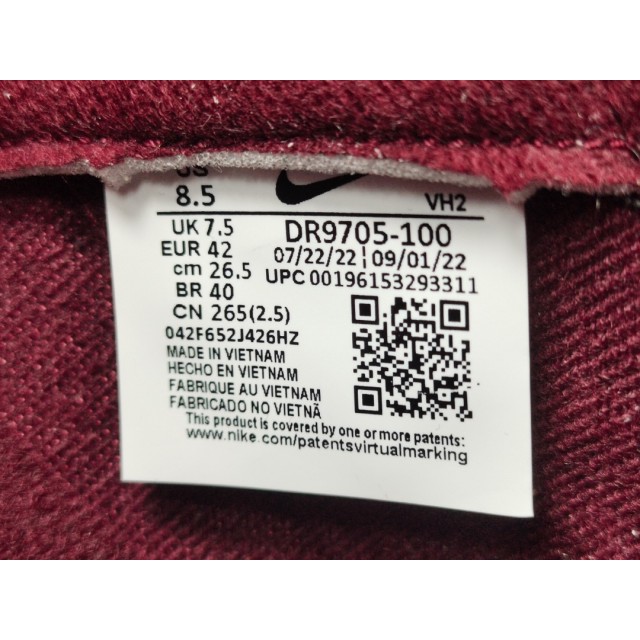 US
8.5
VH2
UK 7.5
DR9705-100
EUR 42
07/22/22 | 09/01/22
cm 26.5
UPC 00196153293311
BR 40
CN 265(2.5)
042F652J426HZ
MADE IN VIETNAM
HECHO EN VIETNAM
FABRIQUE AU VIETNAM
FABRICADO NO VIETNÃ
This product is covered by one or more patents:
www.nike.com/patentsvirtualmarking